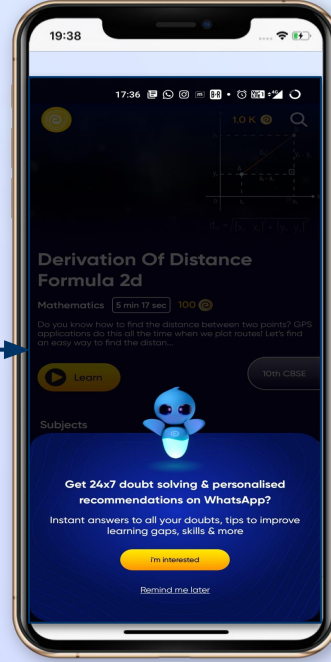 19:38
17:36
1.0 K
Derivation Of Distance
Formula 2d
Mathematics 5 min 17 sec 100
Do you know how to find the distance between two points? GPS
applications do this all the time when we plot routes! Let's find
an easy way to find the distan...
Learn
10th CBSE
Subjects
Get 24x7 doubt solving & personalised
recommendations on WhatsApp?
Instant answers to all your doubts, tips to improve
learning gaps, skills & more
I'm interested
Remind me later